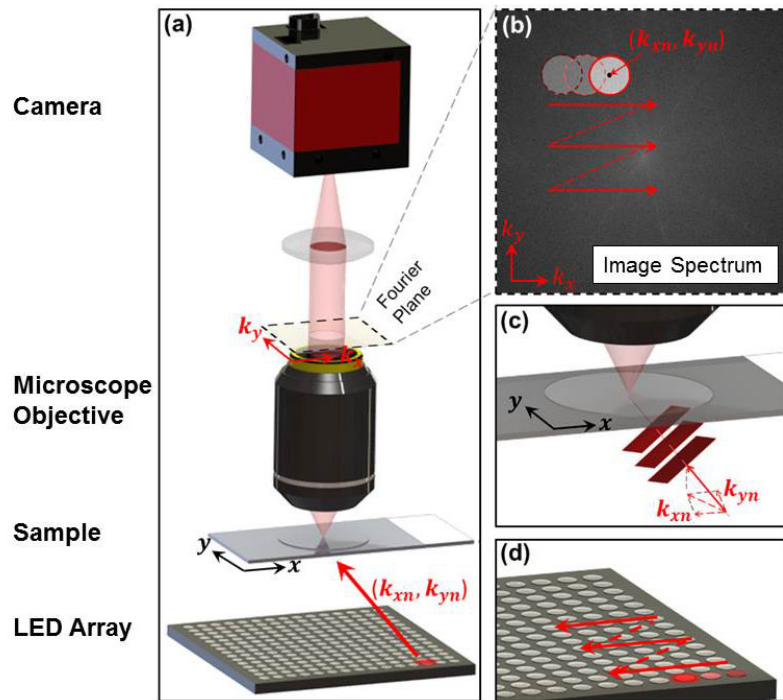 Camera
Microscope
Objective
Sample
LED Array
(a)
Fourier
Plane
k_y
k_x
y
x
(k_xn, k_yn)
(b)
(k_xn, k_yn)
k_y
k_x
Image Spectrum
(c)
y
x
k_yn
k_xn
(d)